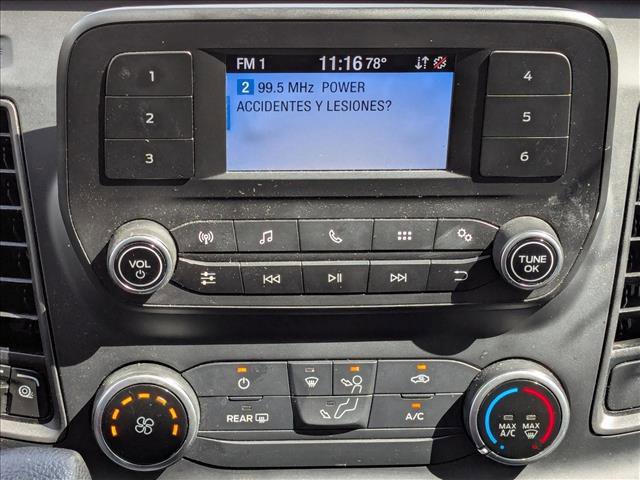 FM 1 11:16 78°
2 99.5 MHz POWER
ACCIDENTES Y LESIONES?
1
2
3
4
5
6
VOL
TUNE
OK
REAR
A/C
MAX
A/C
MAX